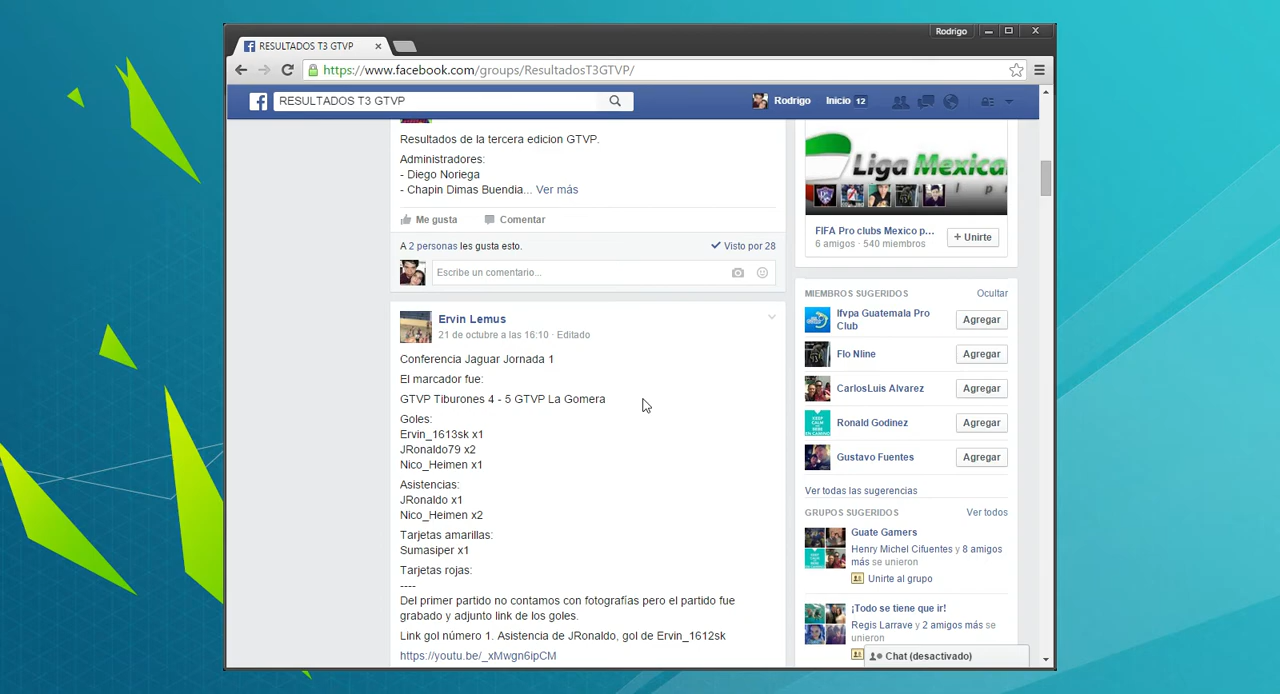 Rodrigo
RESULTADOS T3 GTVP
https://www.facebook.com/groups/ResultadosT3GTVP/
RESULTADOS T3 GTVP
Rodrigo Inicio 12
Resultados de la tercera edicion GTVP.
Administradores:
- Diego Noriega
- Chapin Dimas Buendia... Ver más
Me gusta Comentar
A 2 personas les gusta esto. Visto por 28
Escribe un comentario...
Ervin Lemus
21 de octubre a las 16:10 · Editado
Conferencia Jaguar Jornada 1
El marcador fue:
GTVP Tiburones 4 - 5 GTVP La Gomera
Goles:
Ervin_1613sk x1
JRonaldo79 x2
Nico_Heimen x1
Asistencias:
JRonaldo x1
Nico_Heimen x2
Tarjetas amarillas:
Sumasiper x1
Tarjetas rojas:
----
Del primer partido no contamos con fotografías pero el partido fue
grabado y adjunto link de los goles.
Link gol número 1. Asistencia de JRonaldo, gol de Ervin_1612sk
https://youtu.be/_xMwgn6ipCM
Liga Mexica
FIFA Pro clubs Mexico p...
6 amigos · 540 miembros
+ Unirte
MIEMBROS SUGERIDOS Ocultar
Ifvpa Guatemala Pro
Club
Agregar
Flo Nline Agregar
CarlosLuis Alvarez Agregar
Ronald Godinez Agregar
Gustavo Fuentes Agregar
Ver todas las sugerencias
GRUPOS SUGERIDOS Ver todos
Guate Gamers
Henry Michel Cifuentes y 8 amigos
más se unieron
Unirte al grupo
¡Todo se tiene que ir!
Regis Larrave y 2 amigos más se
unieron
Chat (desactivado)